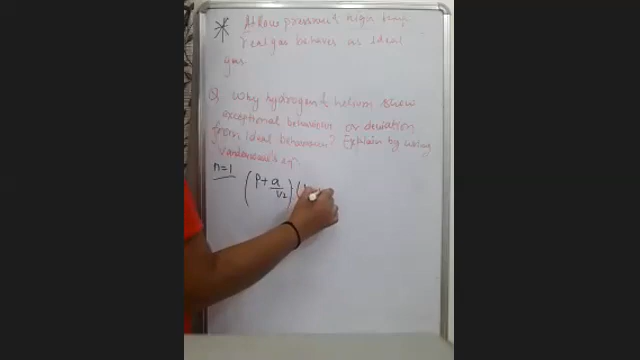 * At low pressure & high temp
real gas behaves as Ideal
gas
Q Why hydrogen & helium show
exceptional behaviour or deviation
from ideal behaviour? Explain by using
Vanderwaal's eqn.
n=1
(P+ a/V2) (